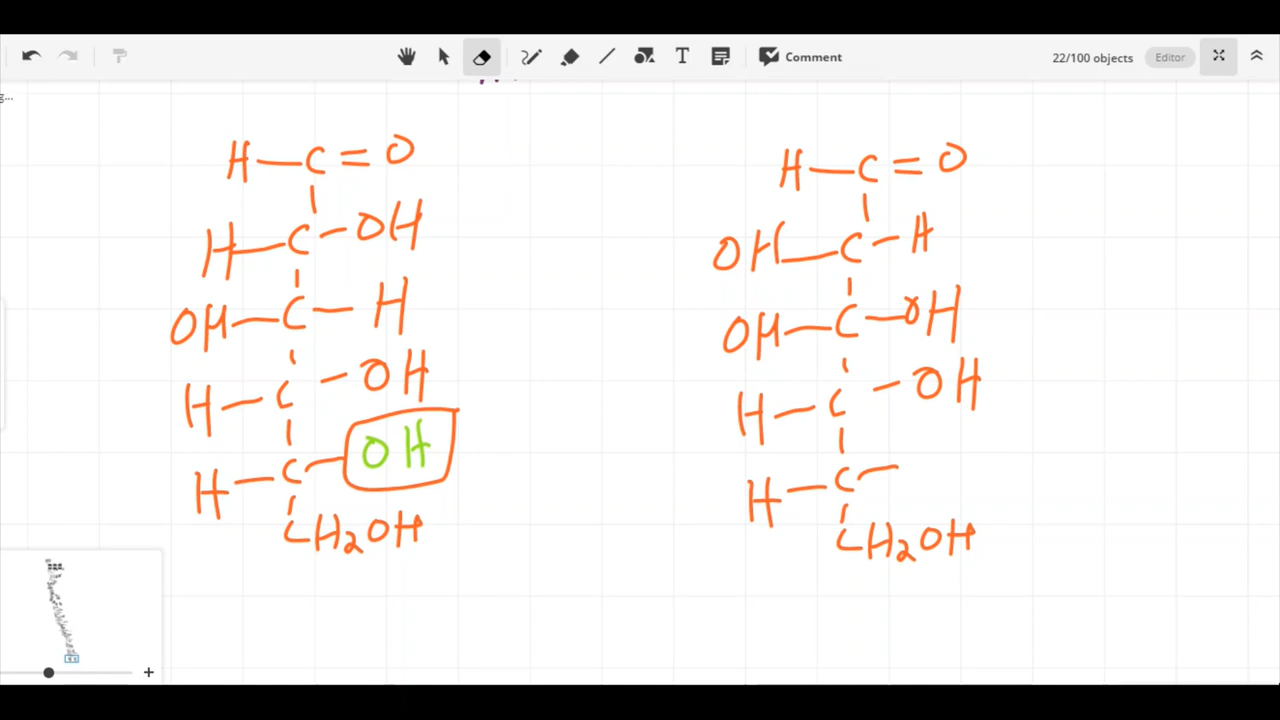 Comment
22/100 objects
Editor
g...
H—C=O
H—C-OH
OH—C—H
H—C-OH
H—C—OH
CH2OH
H—C=O
OH—C-H
OH—C—OH
H—C-OH
H—C—
CH2OH